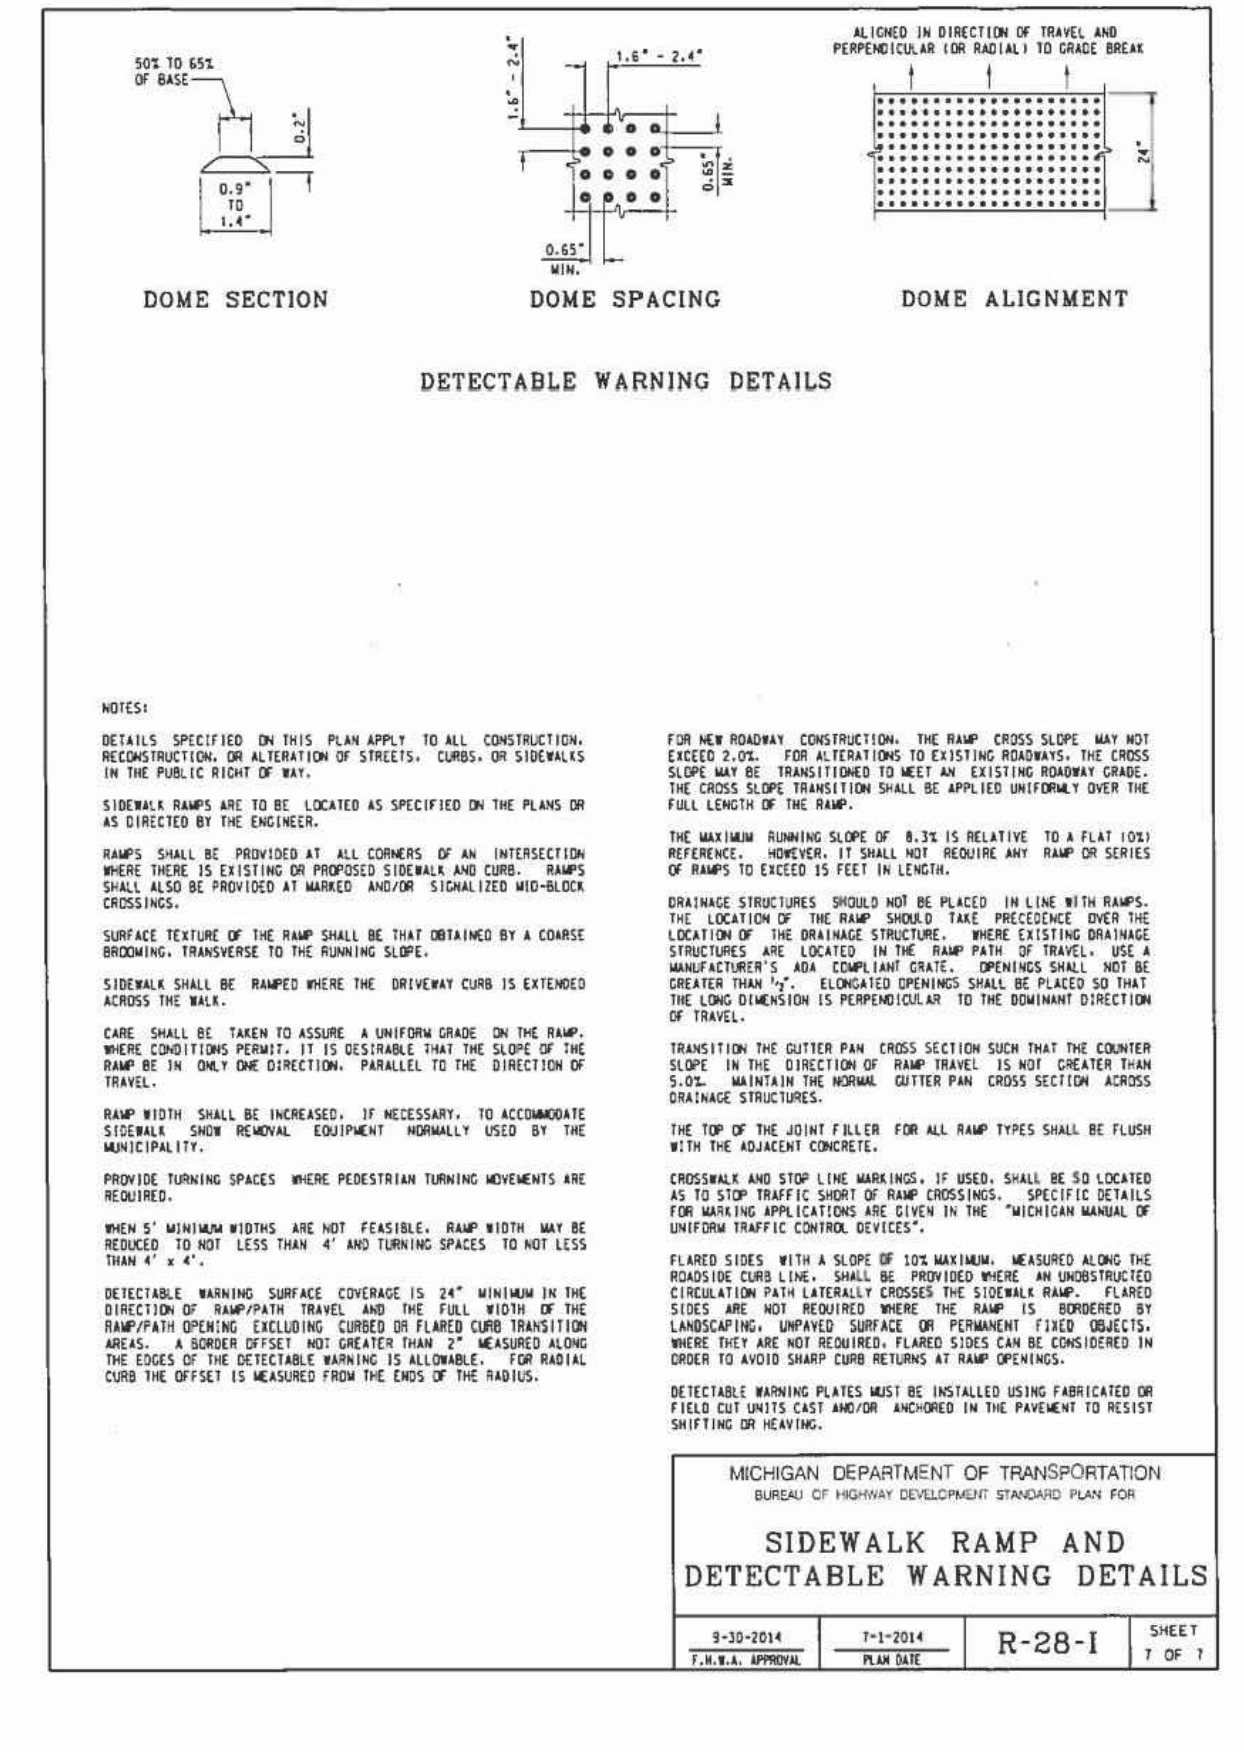 50% TO 65%
OF BASE
0.2"
0.9"
TO
1.4"
DOME SECTION
1.6" - 2.4"
1.6" - 2.4"
0.65"
MIN.
0.65"
MIN.
DOME SPACING
ALIGNED IN DIRECTION OF TRAVEL AND
PERPENDICULAR (OR RADIAL) TO GRADE BREAK
24"
DOME ALIGNMENT
DETECTABLE WARNING DETAILS
NOTES:
DETAILS SPECIFIED ON THIS PLAN APPLY TO ALL CONSTRUCTION,
RECONSTRUCTION, OR ALTERATION OF STREETS, CURBS, OR SIDEWALKS
IN THE PUBLIC RIGHT OF WAY.
SIDEWALK RAMPS ARE TO BE LOCATED AS SPECIFIED ON THE PLANS OR
AS DIRECTED BY THE ENGINEER.
RAMPS SHALL BE PROVIDED AT ALL CORNERS OF AN INTERSECTION
WHERE THERE IS EXISTING OR PROPOSED SIDEWALK AND CURB. RAMPS
SHALL ALSO BE PROVIDED AT MARKED AND/OR SIGNALIZED MID-BLOCK
CROSSINGS.
SURFACE TEXTURE OF THE RAMP SHALL BE THAT OBTAINED BY A COARSE
BROOMING, TRANSVERSE TO THE RUNNING SLOPE.
SIDEWALK SHALL BE RAMPED WHERE THE DRIVEWAY CURB IS EXTENDED
ACROSS THE WALK.
CARE SHALL BE TAKEN TO ASSURE A UNIFORM GRADE ON THE RAMP.
WHERE CONDITIONS PERMIT, IT IS DESIRABLE THAT THE SLOPE OF THE
RAMP BE IN ONLY ONE DIRECTION, PARALLEL TO THE DIRECTION OF
TRAVEL.
RAMP WIDTH SHALL BE INCREASED, IF NECESSARY, TO ACCOMMODATE
SIDEWALK SNOW REMOVAL EQUIPMENT NORMALLY USED BY THE
MUNICIPALITY.
PROVIDE TURNING SPACES WHERE PEDESTRIAN TURNING MOVEMENTS ARE
REQUIRED.
WHEN 5' MINIMUM WIDTHS ARE NOT FEASIBLE, RAMP WIDTH MAY BE
REDUCED TO NOT LESS THAN 4' AND TURNING SPACES TO NOT LESS
THAN 4' x 4'.
DETECTABLE WARNING SURFACE COVERAGE IS 24" MINIMUM IN THE
DIRECTION OF RAMP/PATH TRAVEL AND THE FULL WIDTH OF THE
RAMP/PATH OPENING EXCLUDING CURBED OR FLARED CURB TRANSITION
AREAS. A BORDER OFFSET NOT GREATER THAN 2" MEASURED ALONG
THE EDGES OF THE DETECTABLE WARNING IS ALLOWABLE. FOR RADIAL
CURB THE OFFSET IS MEASURED FROM THE ENDS OF THE RADIUS.
FOR NEW ROADWAY CONSTRUCTION, THE RAMP CROSS SLOPE MAY NOT
EXCEED 2.0%. FOR ALTERATIONS TO EXISTING ROADWAYS, THE CROSS
SLOPE MAY BE TRANSITIONED TO MEET AN EXISTING ROADWAY GRADE.
THE CROSS SLOPE TRANSITION SHALL BE APPLIED UNIFORMLY OVER THE
FULL LENGTH OF THE RAMP.
THE MAXIMUM RUNNING SLOPE OF 8.3% IS RELATIVE TO A FLAT (0%)
REFERENCE. HOWEVER, IT SHALL NOT REQUIRE ANY RAMP OR SERIES
OF RAMPS TO EXCEED 15 FEET IN LENGTH.
DRAINAGE STRUCTURES SHOULD NOT BE PLACED IN LINE WITH RAMPS.
THE LOCATION OF THE RAMP SHOULD TAKE PRECEDENCE OVER THE
LOCATION OF THE DRAINAGE STRUCTURE. WHERE EXISTING DRAINAGE
STRUCTURES ARE LOCATED IN THE RAMP PATH OF TRAVEL, USE A
MANUFACTURER'S ADA COMPLIANT GRATE. OPENINGS SHALL NOT BE
GREATER THAN 1/2". ELONGATED OPENINGS SHALL BE PLACED SO THAT
THE LONG DIMENSION IS PERPENDICULAR TO THE DOMINANT DIRECTION
OF TRAVEL.
TRANSITION THE GUTTER PAN CROSS SECTION SUCH THAT THE COUNTER
SLOPE IN THE DIRECTION OF RAMP TRAVEL IS NOT GREATER THAN
5.0%. MAINTAIN THE NORMAL GUTTER PAN CROSS SECTION ACROSS
DRAINAGE STRUCTURES.
THE TOP OF THE JOINT FILLER FOR ALL RAMP TYPES SHALL BE FLUSH
WITH THE ADJACENT CONCRETE.
CROSSWALK AND STOP LINE MARKINGS, IF USED, SHALL BE SO LOCATED
AS TO STOP TRAFFIC SHORT OF RAMP CROSSINGS. SPECIFIC DETAILS
FOR MARKING APPLICATIONS ARE GIVEN IN THE "MICHIGAN MANUAL OF
UNIFORM TRAFFIC CONTROL DEVICES".
FLARED SIDES WITH A SLOPE OF 10% MAXIMUM, MEASURED ALONG THE
ROADSIDE CURB LINE, SHALL BE PROVIDED WHERE AN UNOBSTRUCTED
CIRCULATION PATH LATERALLY CROSSES THE SIDEWALK RAMP. FLARED
SIDES ARE NOT REQUIRED WHERE THE RAMP IS BORDERED BY
LANDSCAPING, UNPAVED SURFACE OR PERMANENT FIXED OBJECTS.
WHERE THEY ARE NOT REQUIRED, FLARED SIDES CAN BE CONSIDERED IN
ORDER TO AVOID SHARP CURB RETURNS AT RAMP OPENINGS.
DETECTABLE WARNING PLATES MUST BE INSTALLED USING FABRICATED OR
FIELD CUT UNITS CAST AND/OR ANCHORED IN THE PAVEMENT TO RESIST
SHIFTING OR HEAVING.
MICHIGAN DEPARTMENT OF TRANSPORTATION
BUREAU OF HIGHWAY DEVELOPMENT STANDARD PLAN FOR
SIDEWALK RAMP AND
DETECTABLE WARNING DETAILS
9-30-2014
F.H.W.A. APPROVAL
7-1-2014
PLAN DATE
R-28-I
SHEET
7 OF 7